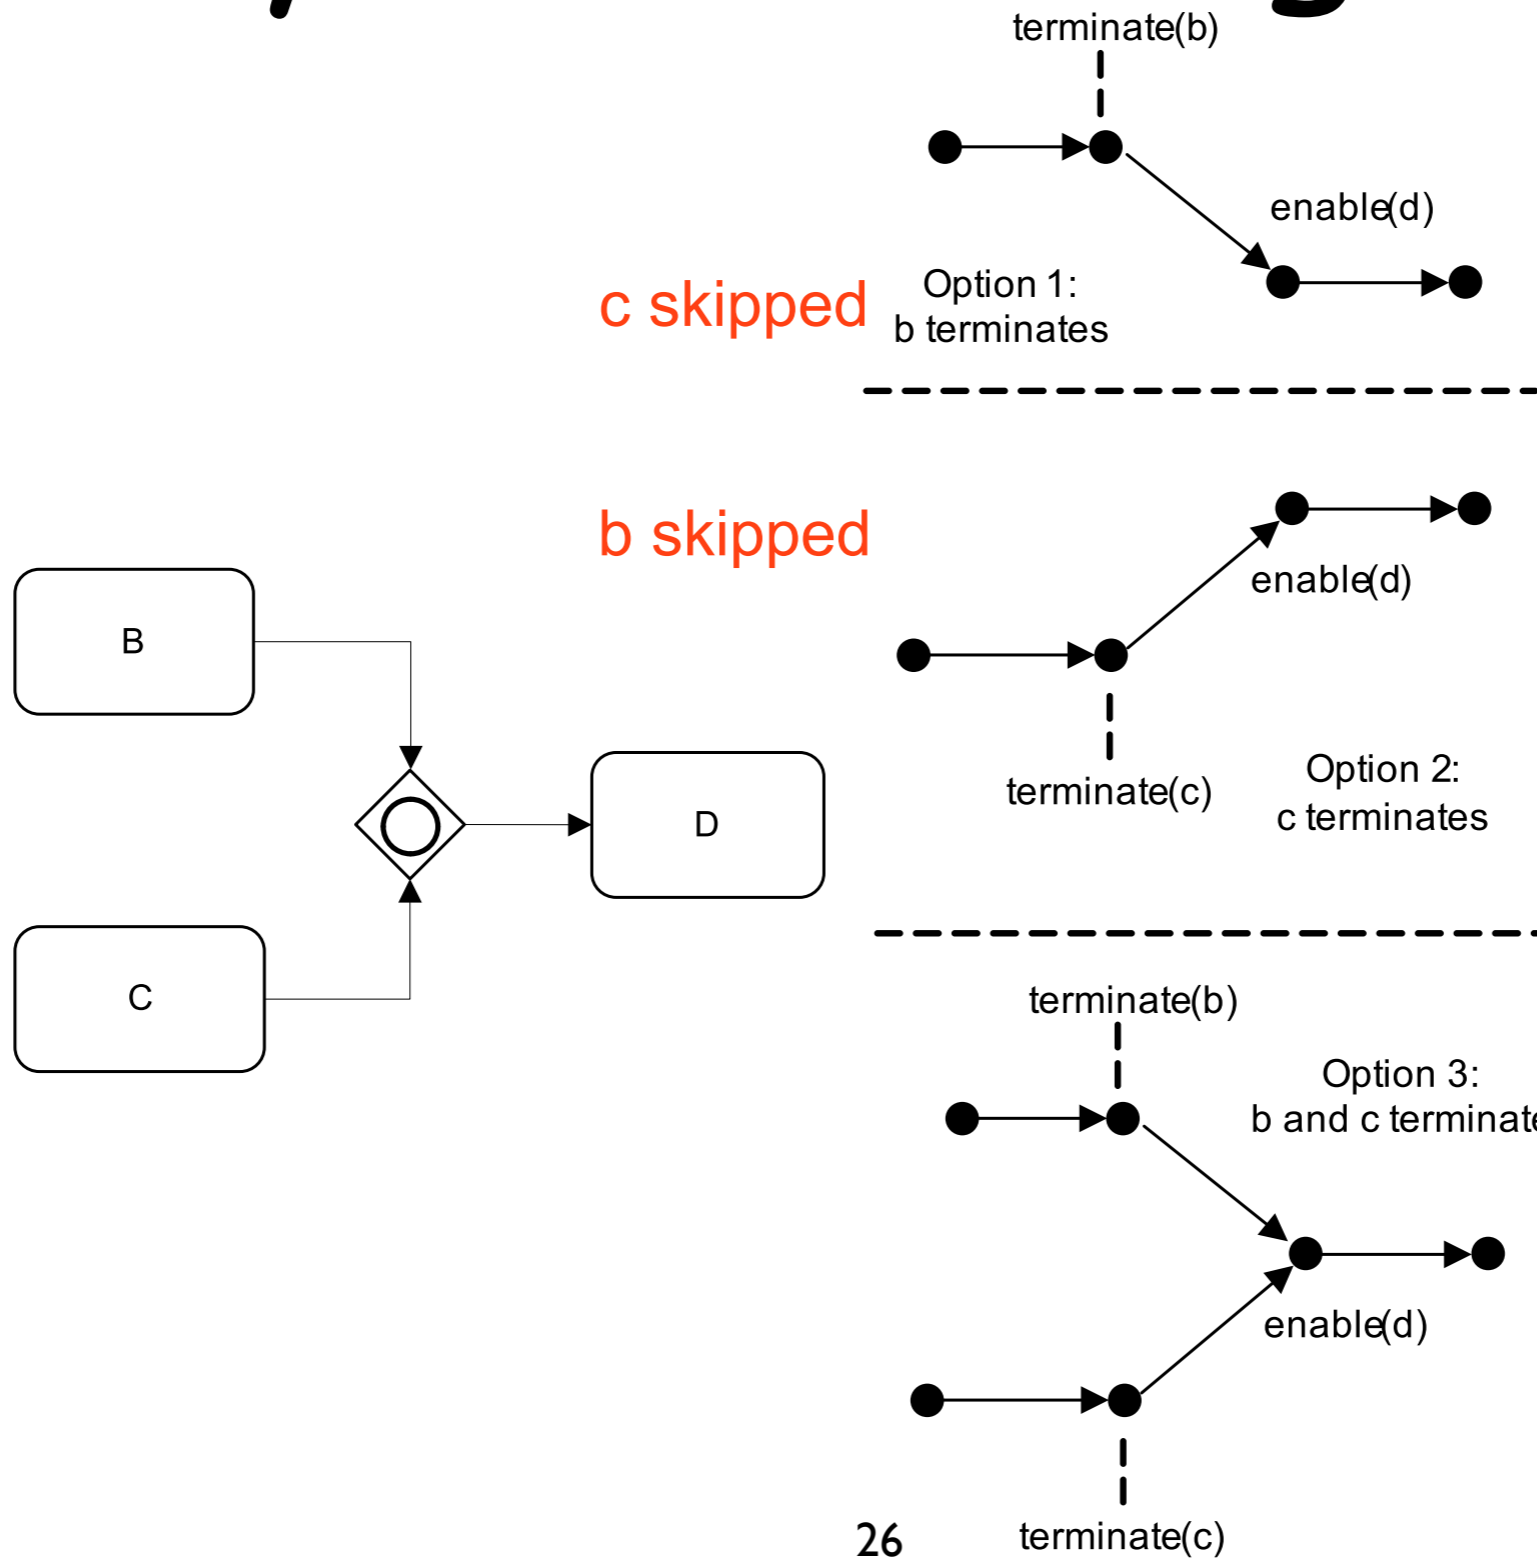 terminate(b)
enable(d)
c skipped
Option 1:
b terminates
b skipped
enable(d)
B
terminate(c)
Option 2:
c terminates
D
C
terminate(b)
Option 3:
b and c terminate
enable(d)
26
terminate(c)